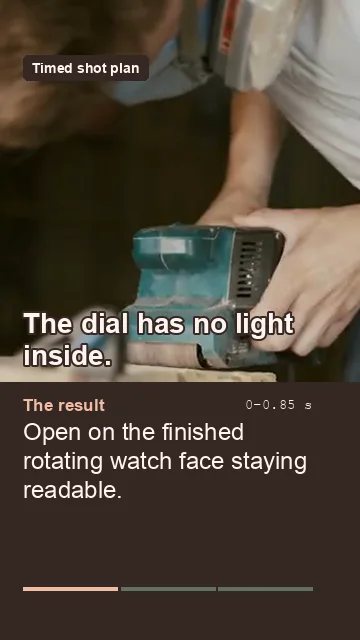 Timed shot plan
The dial has no light
inside.
The result
0–0.85 s
Open on the finished
rotating watch face staying
readable.